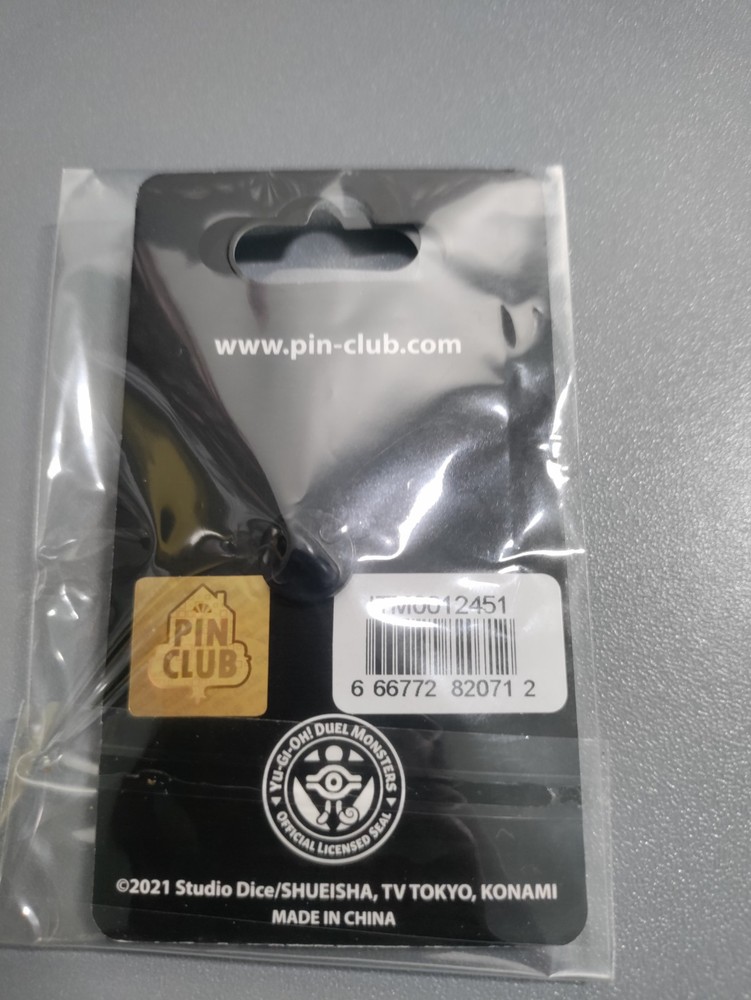 www.pin-club.com
PIN
CLUB
ITM0012451
6 66772 82071 2
YU-GI-OH! DUEL MONSTERS
OFFICIAL LICENSED SEAL
©2021 Studio Dice/SHUEISHA, TV TOKYO, KONAMI
MADE IN CHINA